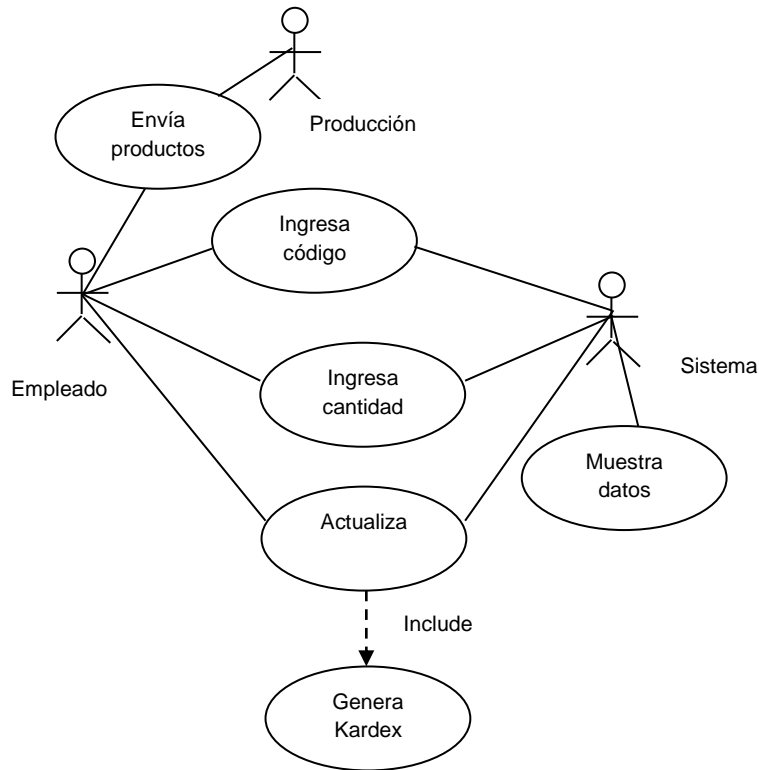 Envía
productos
Producción
Ingresa
código
Empleado
Ingresa
cantidad
Sistema
Muestra
datos
Actualiza
Include
Genera
Kardex